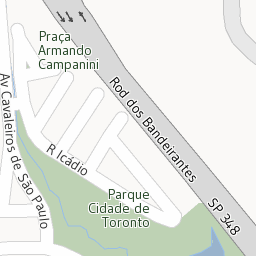 Praça
Armando
Campanini
Rod dos Bandeirantes
Av Cavaleiros de São Paulo
R Icádio
Parque
Cidade de
Toronto
SP 348